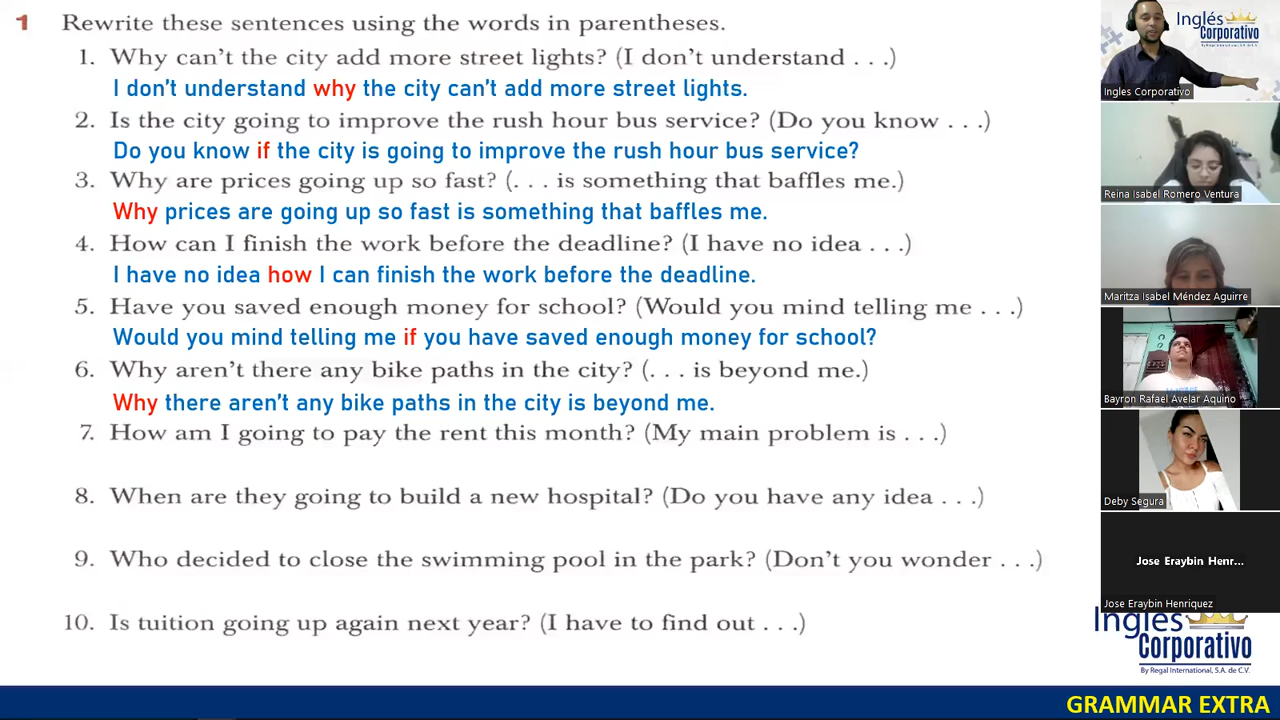 1 Rewrite these sentences using the words in parentheses.
1. Why can't the city add more street lights? (I don't understand . . .)
I don't understand why the city can't add more street lights.
2. Is the city going to improve the rush hour bus service? (Do you know . . .)
Do you know if the city is going to improve the rush hour bus service?
3. Why are prices going up so fast? (. . . is something that baffles me.)
Why prices are going up so fast is something that baffles me.
4. How can I finish the work before the deadline? (I have no idea . . .)
I have no idea how I can finish the work before the deadline.
5. Have you saved enough money for school? (Would you mind telling me . . .)
Would you mind telling me if you have saved enough money for school?
6. Why aren't there any bike paths in the city? (. . . is beyond me.)
Why there aren't any bike paths in the city is beyond me.
7. How am I going to pay the rent this month? (My main problem is . . .)
8. When are they going to build a new hospital? (Do you have any idea . . .)
9. Who decided to close the swimming pool in the park? (Don't you wonder . . .)
10. Is tuition going up again next year? (I have to find out . . .)
Inglés
Corporativo
By Regal International, S.A. de C.V.
Ingles Corporativo
Reina Isabel Romero Ventura
Maritza Isabel Méndez Aguirre
Bayron Rafael Avelar Aquino
Deby Segura
Jose Eraybin Henr...
Jose Eraybin Henriquez
Inglés
Corporativo
By Regal International, S.A. de C.V.
GRAMMAR EXTRA